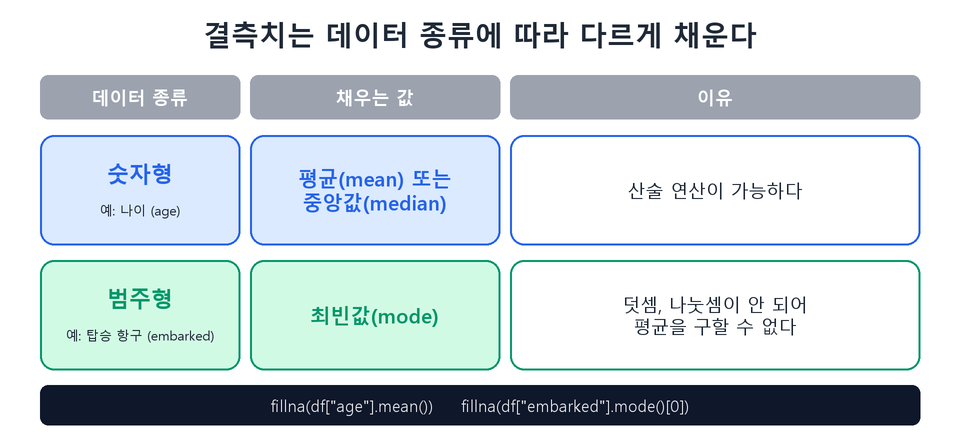 결측치는 데이터 종류에 따라 다르게 채운다
데이터 종류
채우는 값
이유
숫자형
예: 나이 (age)
평균(mean) 또는
중앙값(median)
산술 연산이 가능하다
범주형
예: 탑승 항구 (embarked)
최빈값(mode)
덧셈, 나눗셈이 안 되어
평균을 구할 수 없다
fillna(df["age"].mean()) fillna(df["embarked"].mode()[0])